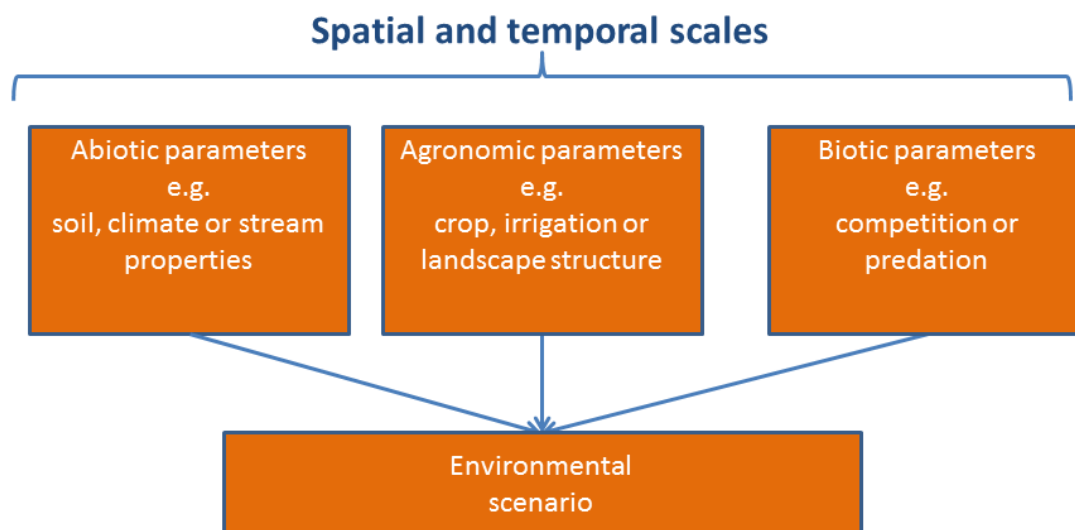 Spatial and temporal scales
Abiotic parameters
e.g.
soil, climate or stream
properties
Agronomic parameters
e.g.
crop, irrigation or
landscape structure
Biotic parameters
e.g.
competition or
predation
Environmental
scenario